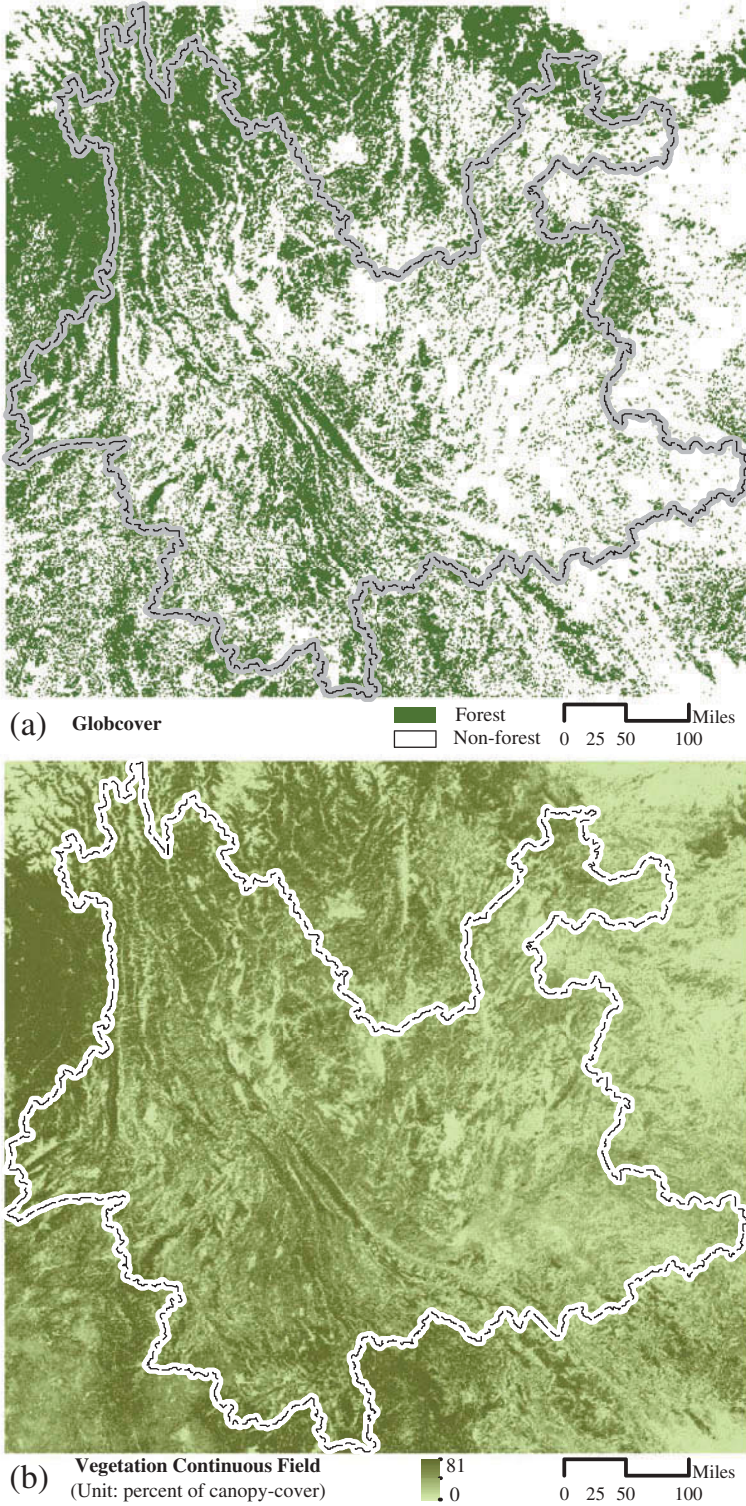 (a) Globcover
Forest
Non-forest
Miles
0 25 50 100
(b) Vegetation Continuous Field
(Unit: percent of canopy-cover)
81
0
Miles
0 25 50 100